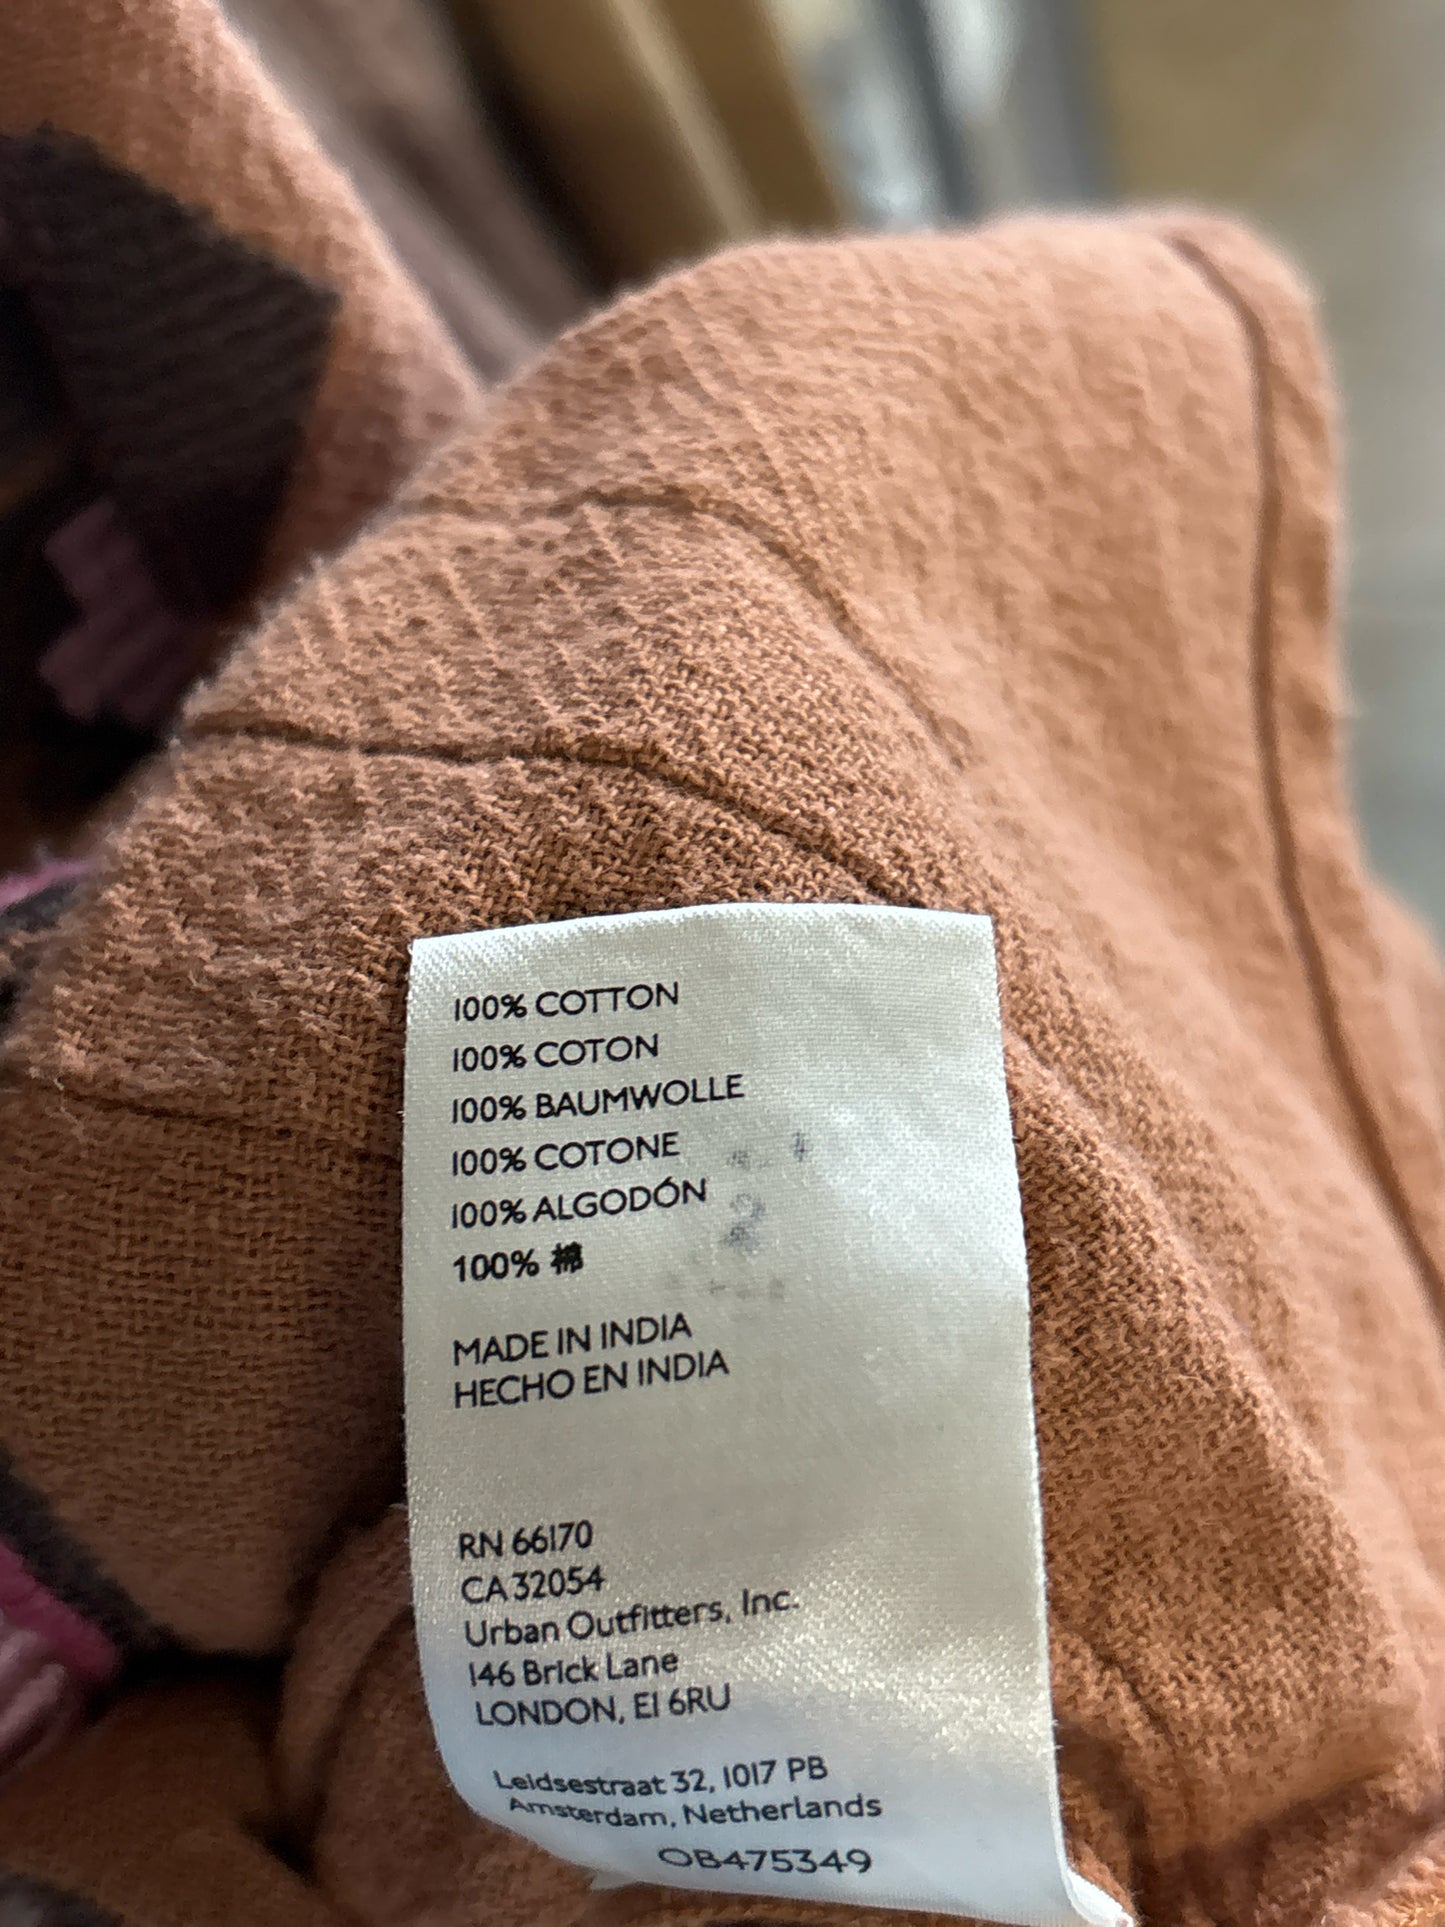 100% COTTON
100% COTON
100% BAUMWOLLE
100% COTONE
100% ALGODÓN
100% 棉
MADE IN INDIA
HECHO EN INDIA
RN 66170
CA 32054
Urban Outfitters, Inc.
146 Brick Lane
LONDON, E1 6RU
Leidsestraat 32, 1017 PB
Amsterdam, Netherlands
OB475349